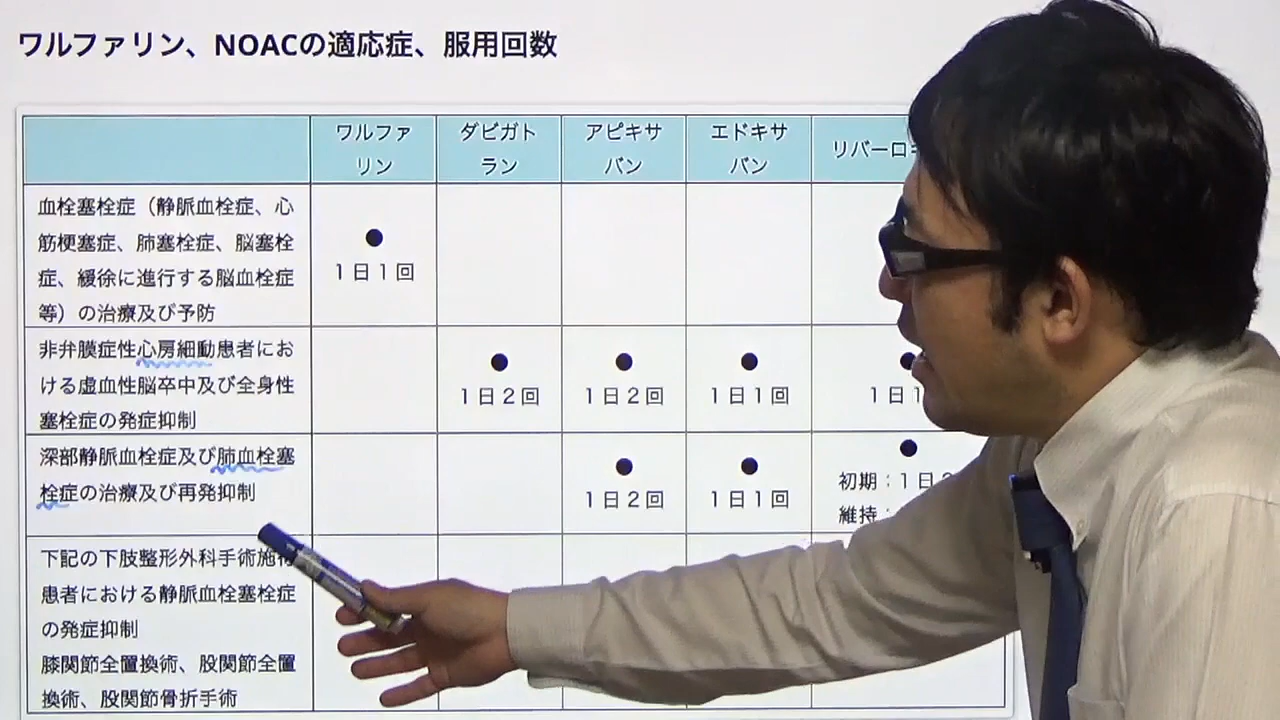 ワルファリン、NOACの適応症、服用回数
ワルファ
リン
ダビガト
ラン
アピキサ
バン
エドキサ
バン
リバーロキ
血栓塞栓症（静脈血栓症、心
筋梗塞症、肺塞栓症、脳塞栓
症、緩徐に進行する脳血栓症
等）の治療及び予防
●
1日1回
非弁膜症性心房細動患者にお
ける虚血性脳卒中及び全身性
塞栓症の発症抑制
●
1日2回
●
1日2回
●
1日1回
●
1日1
深部静脈血栓症及び肺血栓塞
栓症の治療及び再発抑制
●
1日2回
●
1日1回
●
初期：1日2
維持：
下記の下肢整形外科手術施術
患者における静脈血栓塞栓症
の発症抑制
膝関節全置換術、股関節全置
換術、股関節骨折手術